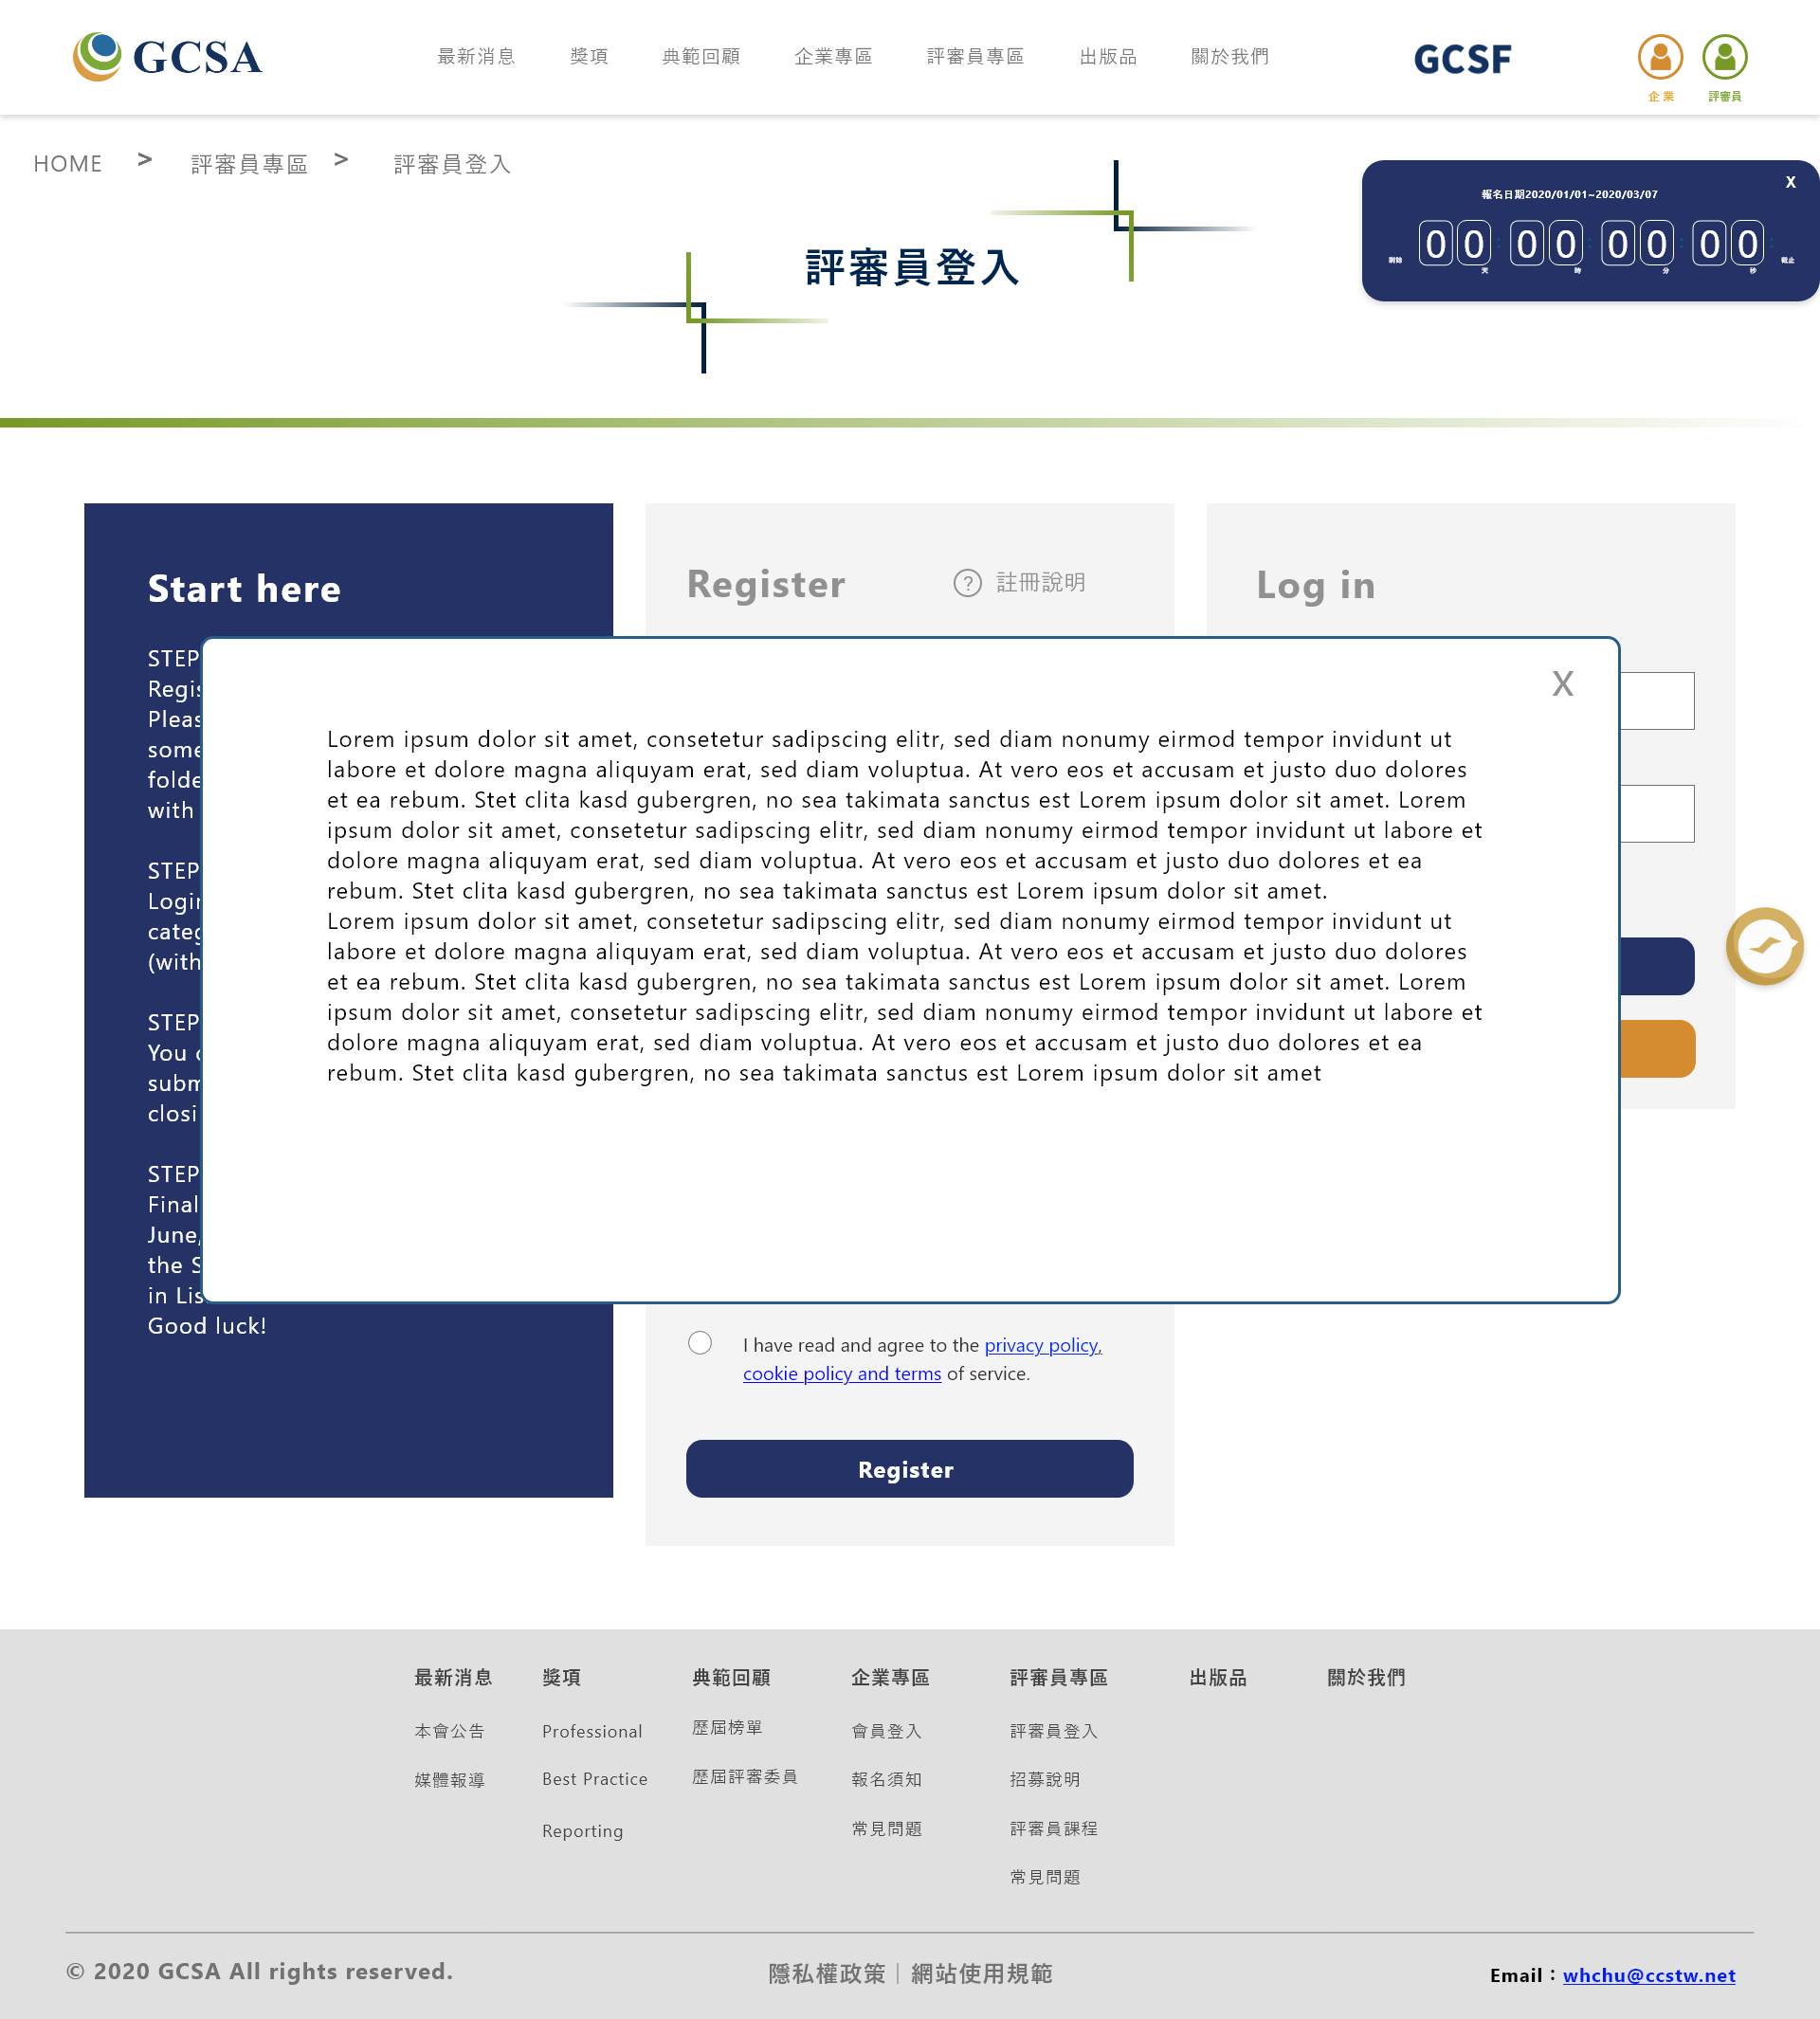 GCSA
最新消息 獎項 典範回顧 企業專區 評審員專區 出版品 關於我們
GCSF
企 業 評審員
HOME > 評審員專區 > 評審員登入
報名日期2020/01/01~2020/03/07
X
剩餘 00 : 00 : 00 : 00 : 截止
天 時 分 秒
評審員登入
Start here
Register
? 註冊說明
Log in
X
Lorem ipsum dolor sit amet, consetetur sadipscing elitr, sed diam nonumy eirmod tempor invidunt ut
labore et dolore magna aliquyam erat, sed diam voluptua. At vero eos et accusam et justo duo dolores
et ea rebum. Stet clita kasd gubergren, no sea takimata sanctus est Lorem ipsum dolor sit amet. Lorem
ipsum dolor sit amet, consetetur sadipscing elitr, sed diam nonumy eirmod tempor invidunt ut labore et
dolore magna aliquyam erat, sed diam voluptua. At vero eos et accusam et justo duo dolores et ea
rebum. Stet clita kasd gubergren, no sea takimata sanctus est Lorem ipsum dolor sit amet.
Lorem ipsum dolor sit amet, consetetur sadipscing elitr, sed diam nonumy eirmod tempor invidunt ut
labore et dolore magna aliquyam erat, sed diam voluptua. At vero eos et accusam et justo duo dolores
et ea rebum. Stet clita kasd gubergren, no sea takimata sanctus est Lorem ipsum dolor sit amet. Lorem
ipsum dolor sit amet, consetetur sadipscing elitr, sed diam nonumy eirmod tempor invidunt ut labore et
dolore magna aliquyam erat, sed diam voluptua. At vero eos et accusam et justo duo dolores et ea
rebum. Stet clita kasd gubergren, no sea takimata sanctus est Lorem ipsum dolor sit amet
STEP
with
STEP
(with
STEP
You
STEP
June,
the
in
Good luck!
I have read and agree to the privacy policy,
cookie policy and terms of service.
Register
最新消息 獎項 典範回顧 企業專區 評審員專區 出版品 關於我們
本會公告 Professional 歷屆榜單 會員登入 評審員登入
媒體報導 Best Practice 歷屆評審委員 報名須知 招募說明
Reporting 常見問題 評審員課程
常見問題
© 2020 GCSA All rights reserved.
隱私權政策｜網站使用規範
Email：whchu@ccstw.net